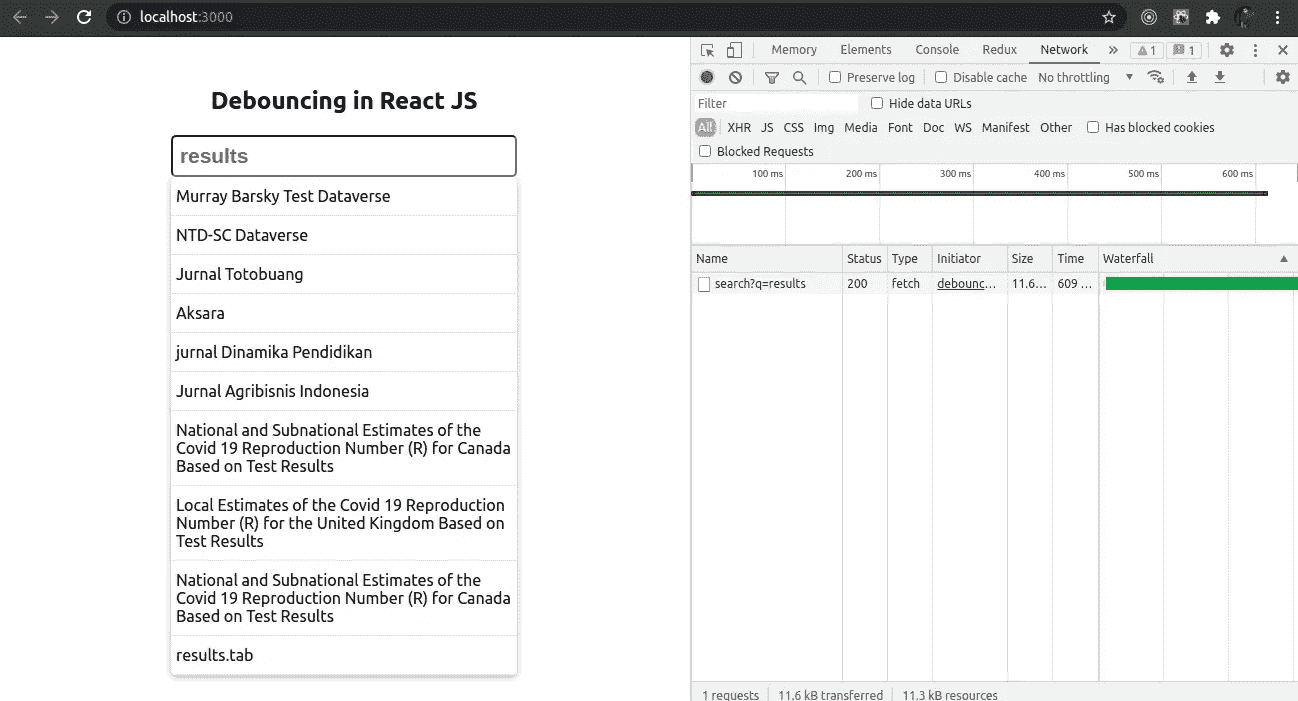 localhost:3000
Debouncing in React JS
results
Murray Barsky Test Dataverse
NTD-SC Dataverse
Jurnal Totobuang
Aksara
jurnal Dinamika Pendidikan
Jurnal Agribisnis Indonesia
National and Subnational Estimates of the
Covid 19 Reproduction Number (R) for Canada
Based on Test Results
Local Estimates of the Covid 19 Reproduction
Number (R) for the United Kingdom Based on
Test Results
National and Subnational Estimates of the
Covid 19 Reproduction Number (R) for Canada
Based on Test Results
results.tab
Memory Elements Console Redux Network » 1 1
Preserve log Disable cache No throttling
Filter Hide data URLs
All XHR JS CSS Img Media Font Doc WS Manifest Other Has blocked cookies
Blocked Requests
100 ms 200 ms 300 ms 400 ms 500 ms 600 ms
Name Status Type Initiator Size Time Waterfall
search?q=results 200 fetch debounc... 11.6... 609 ...
1 requests 11.6 kB transferred 11.3 kB resources